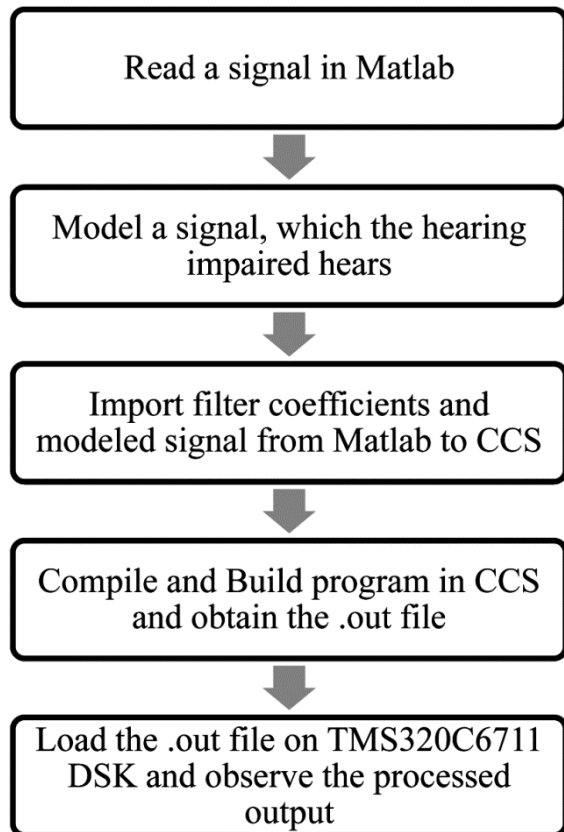 Read a signal in Matlab
Model a signal, which the hearing
impaired hears
Import filter coefficients and
modeled signal from Matlab to CCS
Compile and Build program in CCS
and obtain the .out file
Load the .out file on TMS320C6711
DSK and observe the processed
output